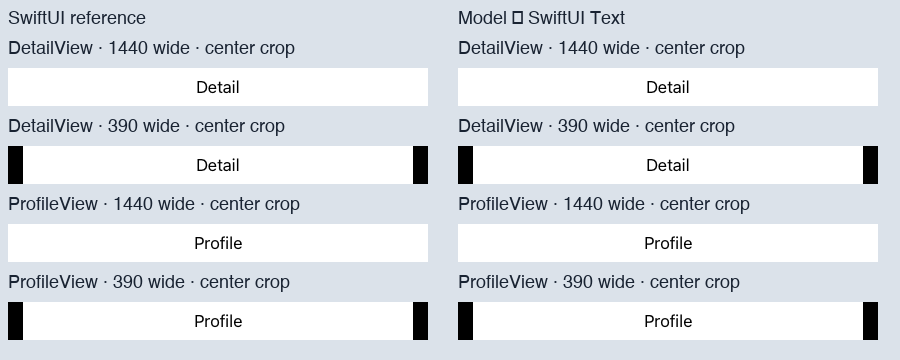 SwiftUI reference
DetailView · 1440 wide · center crop
Detail
DetailView · 390 wide · center crop
Detail
ProfileView · 1440 wide · center crop
Profile
ProfileView · 390 wide · center crop
Profile
Model □ SwiftUI Text
DetailView · 1440 wide · center crop
Detail
DetailView · 390 wide · center crop
Detail
ProfileView · 1440 wide · center crop
Profile
ProfileView · 390 wide · center crop
Profile